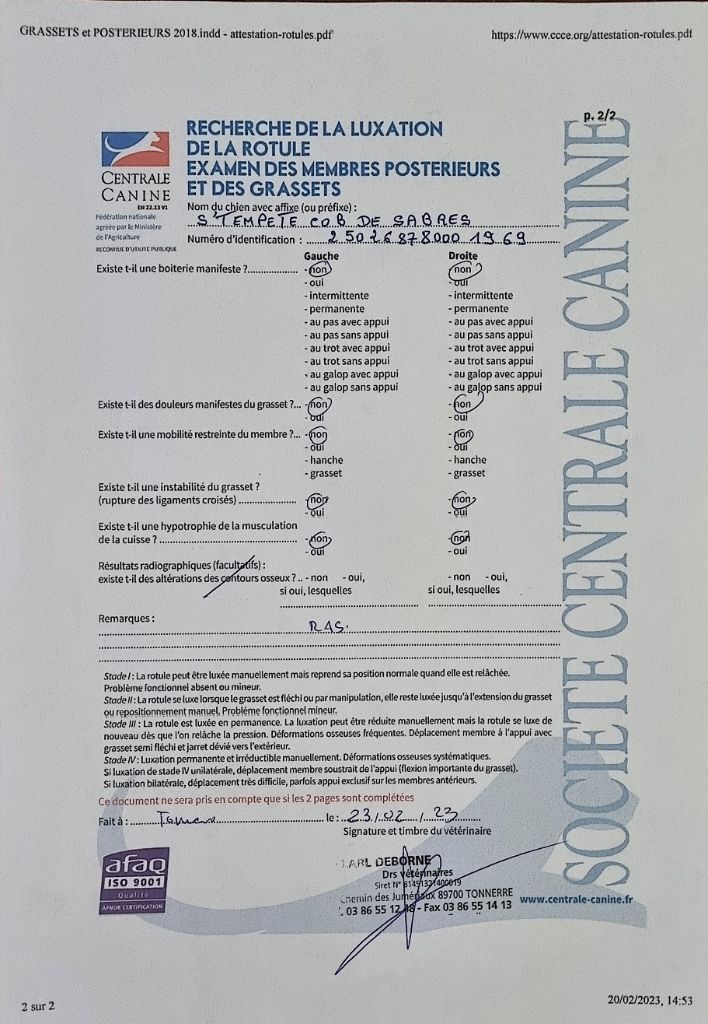 GRASSETS et POSTERIEURS 2018.indd - attestation-rotules.pdf
https://www.ccce.org/attestation-rotules.pdf
p. 2/2
SOCIETE CENTRALE CANINE
CENTRALE
CANINE
EN 22.13 V1
Fédération nationale
agréée par le Ministère
de l'Agriculture
RECONNUE D'UTILITE PUBLIQUE
RECHERCHE DE LA LUXATION
DE LA ROTULE
EXAMEN DES MEMBRES POSTERIEURS
ET DES GRASSETS
Nom du chien avec affixe (ou préfixe) :
S'TEMPETE COB DE SABRES
Numéro d'identification : 250268780001969
Gauche Droite
Existe t-il une boiterie manifeste ?.................... - non - non
- oui - oui
- intermittente - intermittente
- permanente - permanente
- au pas avec appui - au pas avec appui
- au pas sans appui - au pas sans appui
- au trot avec appui - au trot avec appui
- au trot sans appui - au trot sans appui
- au galop avec appui - au galop avec appui
- au galop sans appui - au galop sans appui
Existe t-il des douleurs manifestes du grasset ?... - non - non
- oui - oui
Existe t-il une mobilité restreinte du membre ?... - non - non
- oui - oui
- hanche - hanche
- grasset - grasset
Existe t-il une instabilité du grasset ?
(rupture des ligaments croisés) ...................... - non - non
- oui - oui
Existe t-il une hypotrophie de la musculation
de la cuisse ? ................................................ - non - non
- oui - oui
Résultats radiographiques (facultatifs) :
existe t-il des altérations des contours osseux ? .. - non - oui, - non - oui,
si oui, lesquelles si oui, lesquelles
Remarques :
RAS.
Stade I : La rotule peut être luxée manuellement mais reprend sa position normale quand elle est relâchée.
Problème fonctionnel absent ou mineur.
Stade II : La rotule se luxe lorsque le grasset est fléchi ou par manipulation, elle reste luxée jusqu'à l'extension du grasset
ou repositionnement manuel. Problème fonctionnel mineur.
Stade III : La rotule est luxée en permanence. La luxation peut être réduite manuellement mais la rotule se luxe de
nouveau dès que l'on relâche la pression. Déformations osseuses fréquentes. Déplacement membre à l'appui avec
grasset semi fléchi et jarret dévié vers l'extérieur.
Stade IV : Luxation permanente et irréductible manuellement. Déformations osseuses systématiques.
Si luxation de stade IV unilatérale, déplacement membre soustrait de l'appui (flexion importante du grasset).
Si luxation bilatérale, déplacement très difficile, parfois appui exclusif sur les membres antérieurs.
Ce document ne sera pris en compte que si les 2 pages sont complétées
Fait à : le : 23/02/23
Signature et timbre du vétérinaire
afaq
ISO 9001
Qualité
AFNOR CERTIFICATION
DEBORNE
Drs vétérinaires
Siret N°
Chemin des Jumériaux 89700 TONNERRE
03 86 55 12 - Fax 03 86 55 14 13
www.centrale-canine.fr
2 sur 2
20/02/2023, 14:53